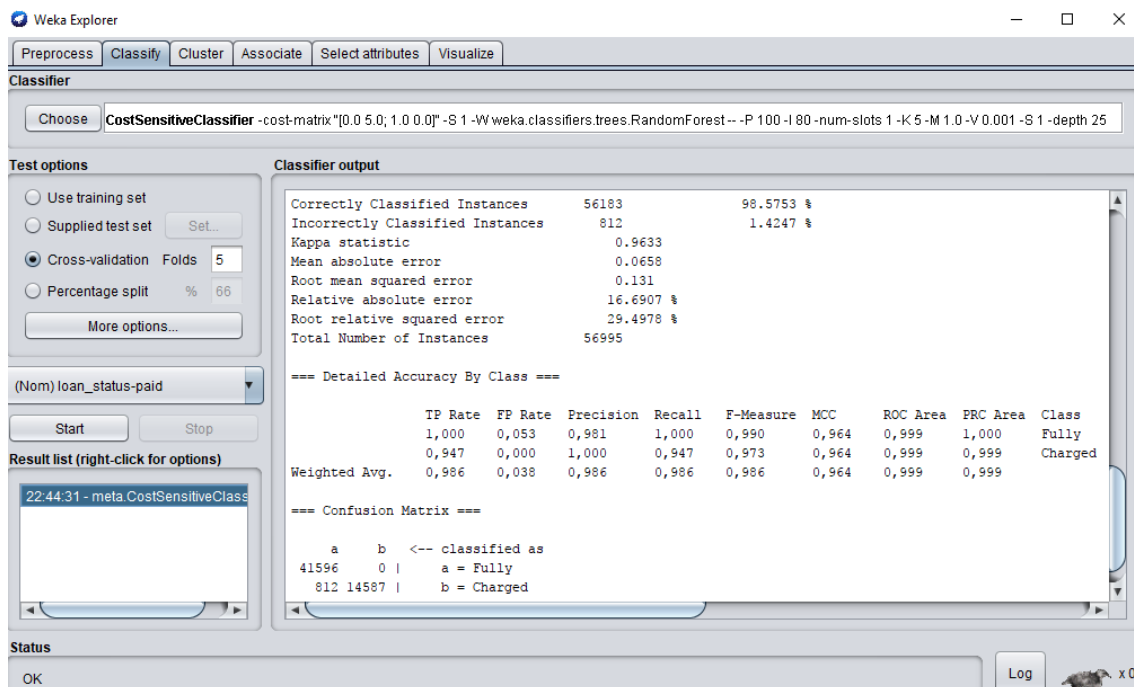 Weka Explorer
Preprocess Classify Cluster Associate Select attributes Visualize
Classifier
Choose CostSensitiveClassifier -cost-matrix "[0.0 5.0; 1.0 0.0]" -S 1 -W weka.classifiers.trees.RandomForest -- -P 100 -I 80 -num-slots 1 -K 5 -M 1.0 -V 0.001 -S 1 -depth 25
Test options
Use training set
Supplied test set Set...
Cross-validation Folds 5
Percentage split % 66
More options...
(Nom) loan_status-paid
Start Stop
Result list (right-click for options)
22:44:31 - meta.CostSensitiveClass
Classifier output
Correctly Classified Instances 56183 98.5753 %
Incorrectly Classified Instances 812 1.4247 %
Kappa statistic 0.9633
Mean absolute error 0.0658
Root mean squared error 0.131
Relative absolute error 16.6907 %
Root relative squared error 29.4978 %
Total Number of Instances 56995
=== Detailed Accuracy By Class ===
TP Rate FP Rate Precision Recall F-Measure MCC ROC Area PRC Area Class
1,000 0,053 0,981 1,000 0,990 0,964 0,999 1,000 Fully
0,947 0,000 1,000 0,947 0,973 0,964 0,999 0,999 Charged
Weighted Avg. 0,986 0,038 0,986 0,986 0,986 0,964 0,999 0,999
=== Confusion Matrix ===
a b <-- classified as
41596 0 | a = Fully
812 14587 | b = Charged
Status
OK
Log x 0